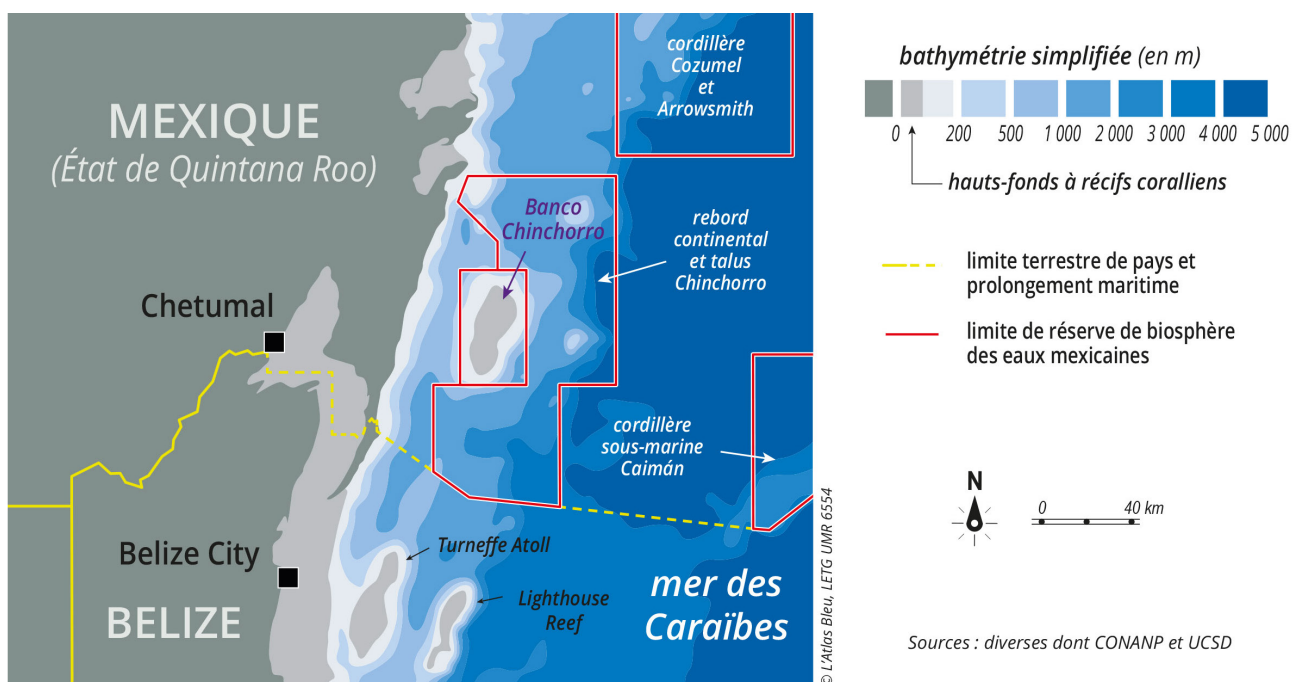 MEXIQUE
(État de Quintana Roo)
cordillère
Cozumel
et
Arrowsmith
Banco
Chinchorro
rebord
continental
et talus
Chinchorro
Chetumal
cordillère
sous-marine
Caimán
Belize City
BELIZE
Turneffe Atoll
Lighthouse
Reef
mer des
Caraïbes
© L'Atlas Bleu, LETG UMR 6554
bathymétrie simplifiée (en m)
0 0 200 500 1 000 2 000 3 000 4 000 5 000
hauts-fonds à récifs coralliens
limite terrestre de pays et
prolongement maritime
limite de réserve de biosphère
des eaux mexicaines
N
0 40 km
Sources : diverses dont CONANP et UCSD